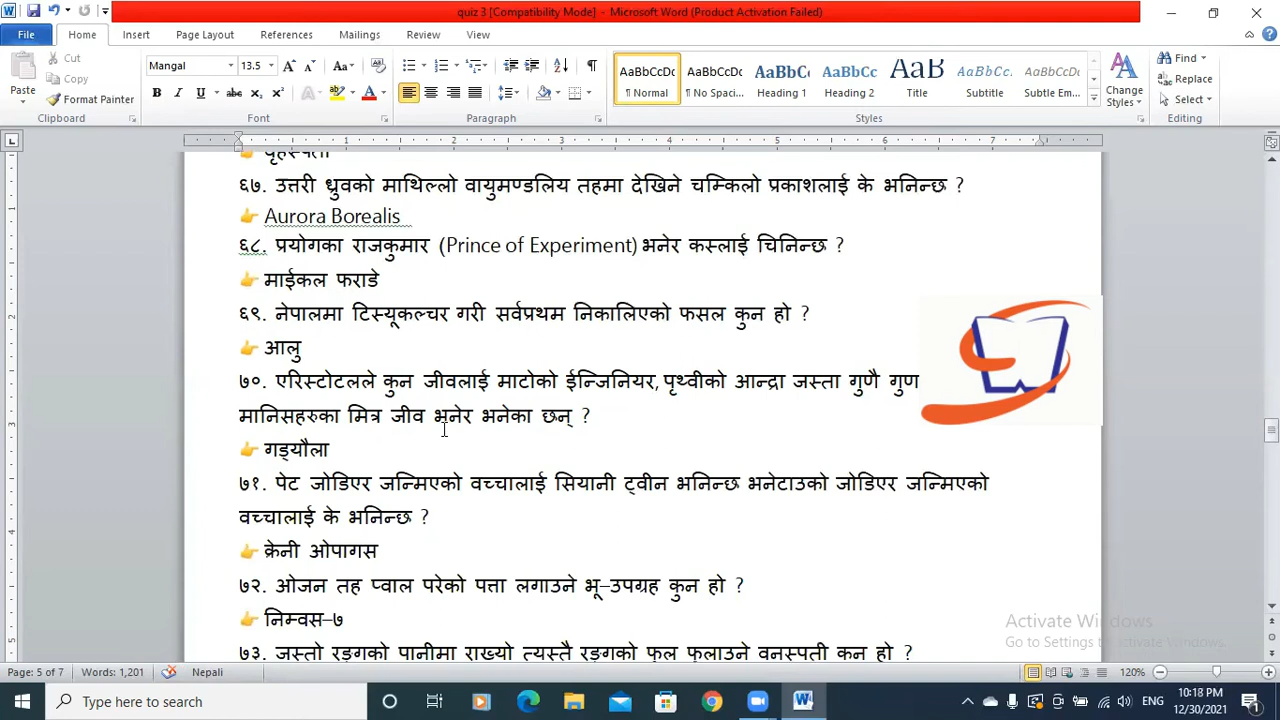 quiz 3 [Compatibility Mode] - Microsoft Word (Product Activation Failed)
File Home Insert Page Layout References Mailings Review View
Cut
Copy
Paste
Format Painter
Mangal 13.5
Clipboard Font Paragraph Styles Editing
AaBbCcDc AaBbCcDc AaBbCc AaBbCc AaB AaBbCcDc AaBbCcDc
¶ Normal ¶ No Spaci... Heading 1 Heading 2 Title Subtitle Subtle Em...
Change Styles
Find
Replace
Select
वृहस्पती
६७. उत्तरी ध्रुवको माथिल्लो वायुमण्डलिय तहमा देखिने चम्किलो प्रकाशलाई के भनिन्छ ?
👉 Aurora Borealis
६८. प्रयोगका राजकुमार (Prince of Experiment) भनेर कस्लाई चिनिन्छ ?
👉 माईकल फराडे
६९. नेपालमा टिस्यूकल्चर गरी सर्वप्रथम निकालिएको फसल कुन हो ?
👉 आलु
७०. एरिस्टोटलले कुन जीवलाई माटोको ईन्जिनियर, पृथ्वीको आन्द्रा जस्ता गुणै गुण
मानिसहरुका मित्र जीव भनेर भनेका छन् ?
👉 गड्यौला
७१. पेट जोडिएर जन्मिएको वच्चालाई सियानी ट्वीन भनिन्छ भनेटाउको जोडिएर जन्मिएको
वच्चालाई के भनिन्छ ?
👉 क्रेनी ओपागस
७२. ओजन तह प्वाल परेको पत्ता लगाउने भू–उपग्रह कुन हो ?
👉 निम्वस–७
७३. जस्तो रङ्गको पानीमा राख्यो त्यस्तै रङ्गको फूल फूलाउने वनस्पती कुन हो ?
Activate Windows
Go to Settings to activate Windows.
Page: 5 of 7 Words: 1,201 Nepali 120%
Type here to search
ENG
10:18 PM
12/30/2021